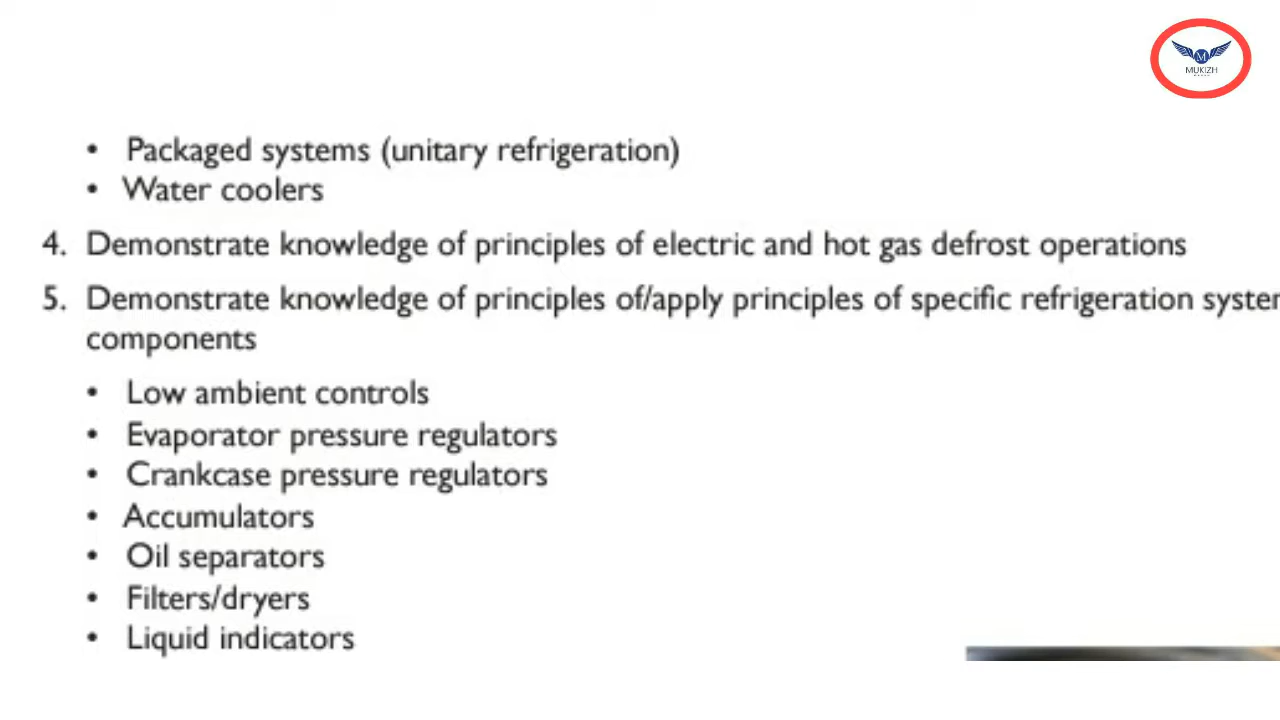 M
MUKIZH
• Packaged systems (unitary refrigeration)
• Water coolers
4. Demonstrate knowledge of principles of electric and hot gas defrost operations
5. Demonstrate knowledge of principles of/apply principles of specific refrigeration
components
• Low ambient controls
• Evaporator pressure regulators
• Crankcase pressure regulators
• Accumulators
• Oil separators
• Filters/dryers
• Liquid indicators